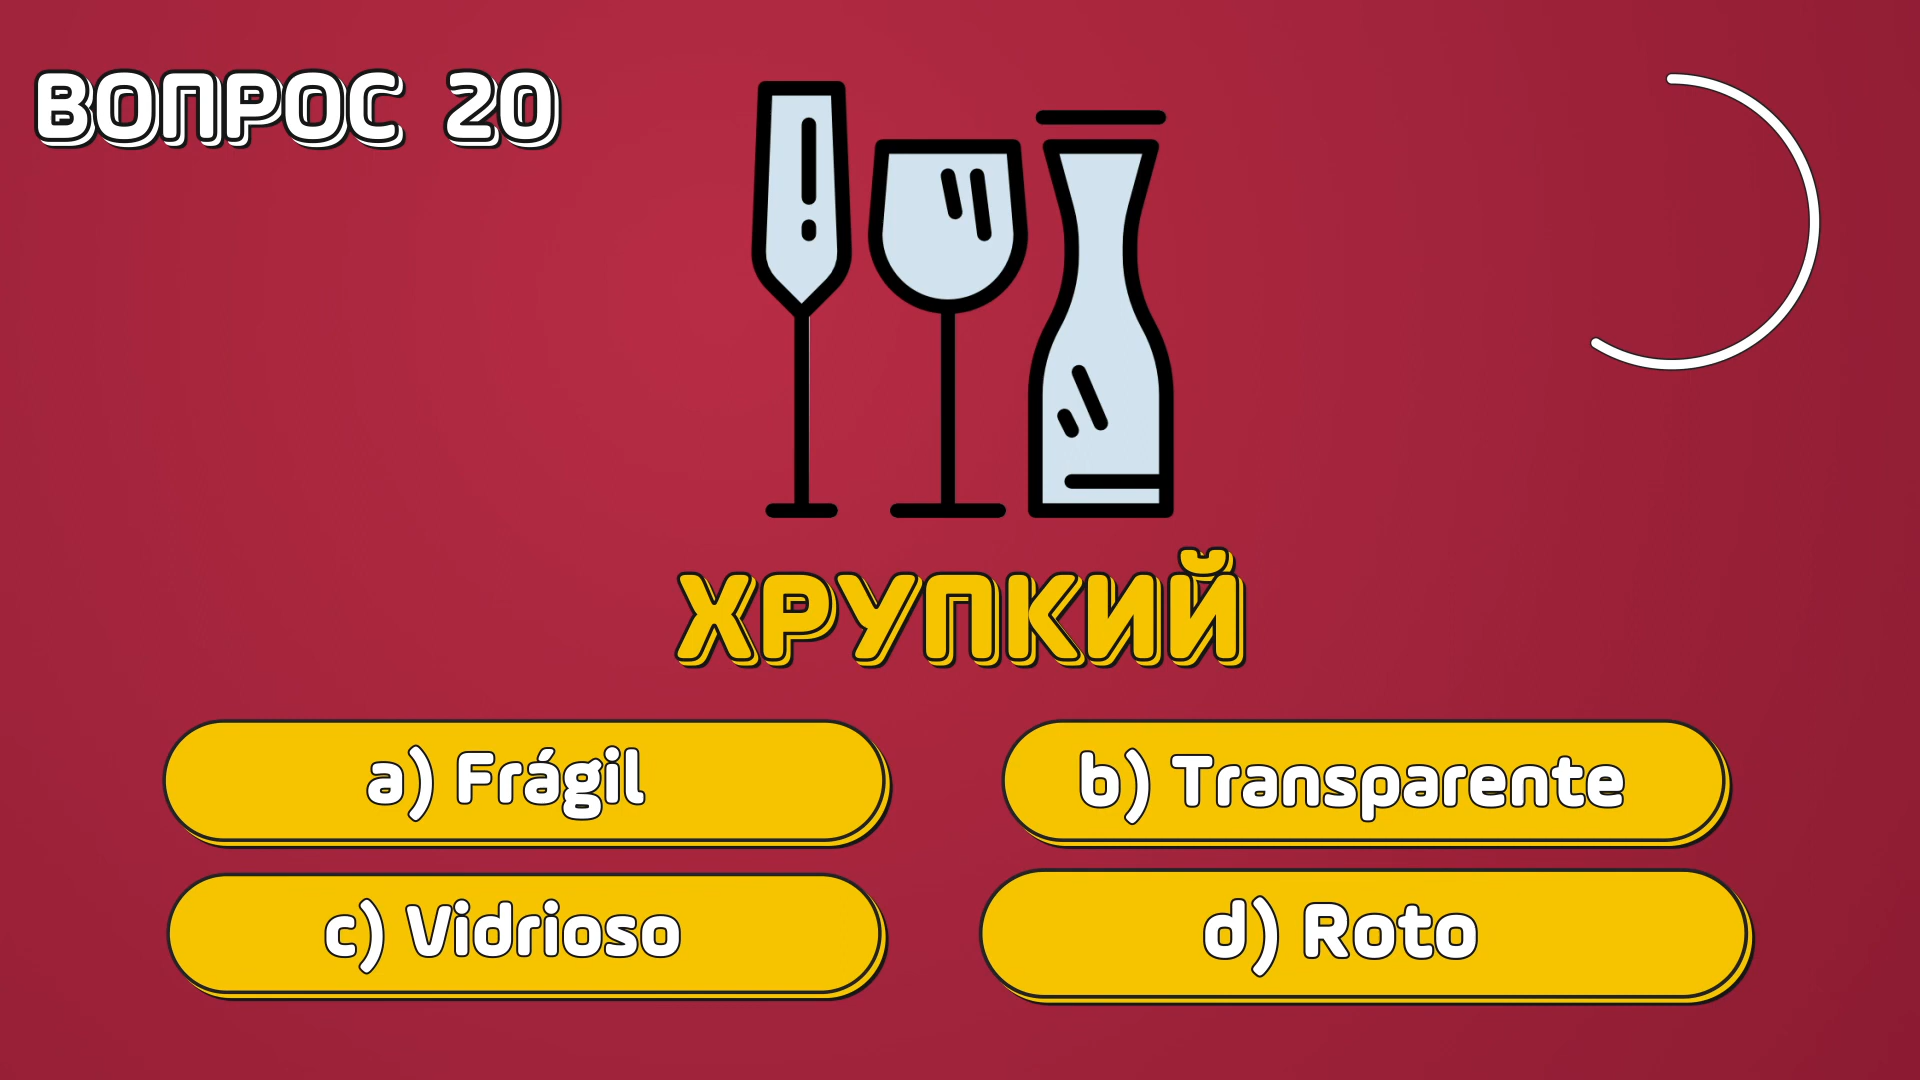 ВОПРОС 20
ХРУПКИЙ
a) Frágil
b) Transparente
c) Vidrioso
d) Roto